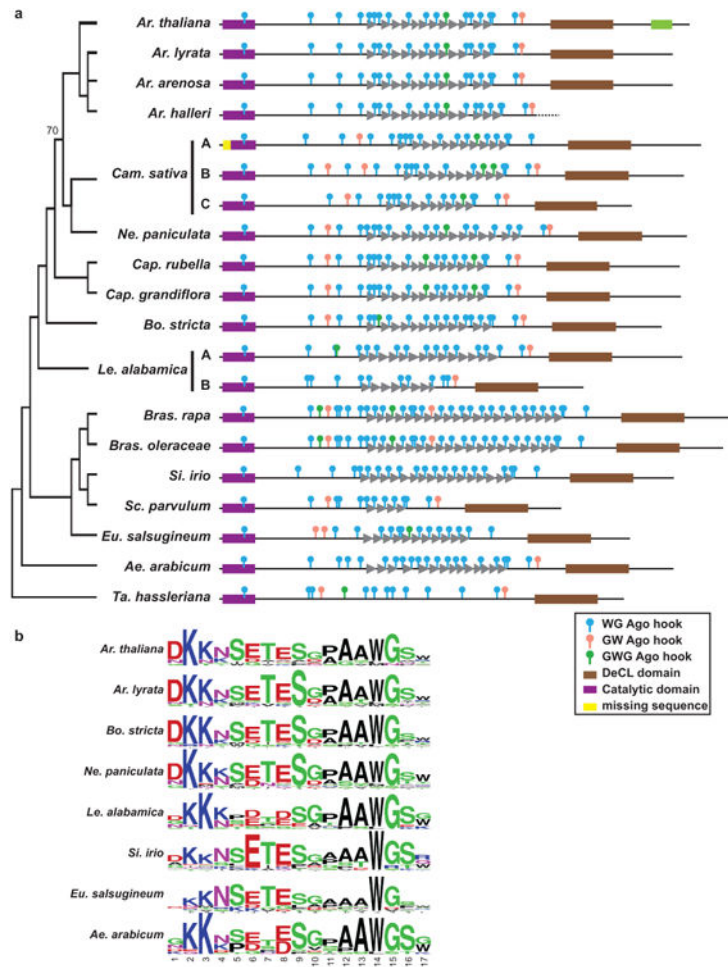 a
Ar. thaliana
Ar. lyrata
Ar. arenosa
Ar. halleri
70
Cam. sativa
A
B
C
Ne. paniculata
Cap. rubella
Cap. grandiflora
Bo. stricta
Le. alabamica
A
B
Bras. rapa
Bras. oleraceae
Si. irio
Sc. parvulum
Eu. salsugineum
Ae. arabicum
Ta. hassleriana
WG Ago hook
GW Ago hook
GWG Ago hook
DeCL domain
Catalytic domain
missing sequence
b
Ar. thaliana
DKKNSETESGPAAWGSW
Ar. lyrata
Bo. stricta
Ne. paniculata
Le. alabamica
Si. irio
Eu. salsugineum
Ae. arabicum
1 2 3 4 5 6 7 8 9 10 11 12 13 14 15 16 17